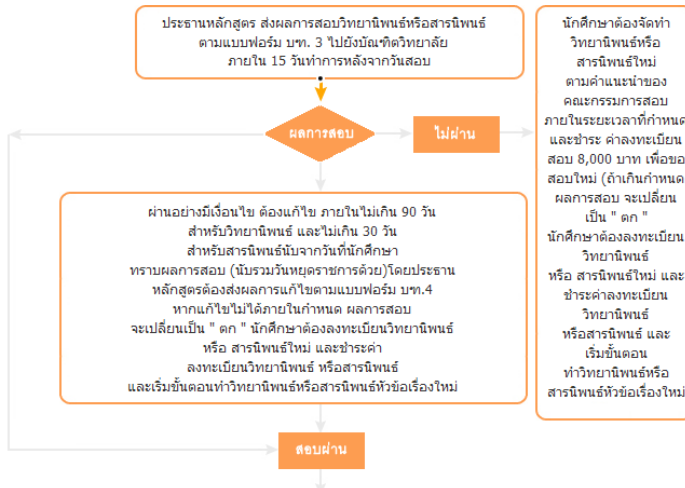 ประธานหลักสูตร ส่งผลการสอบวิทยานิพนธ์หรือสารนิพนธ์
ตามแบบฟอร์ม บฑ. 3 ไปยังบัณฑิตวิทยาลัย
ภายใน 15 วันทำการหลังจากวันสอบ
ผลการสอบ
ไม่ผ่าน
นักศึกษาต้องจัดทำ
วิทยานิพนธ์หรือ
สารนิพนธ์ใหม่
ตามคำแนะนำของ
คณะกรรมการสอบ
ภายในระยะเวลาที่กำหนด
และชำระ ค่าลงทะเบียน
สอบ 8,000 บาท เพื่อขอ
สอบใหม่ (ถ้าเกินกำหนด
ผลการสอบ จะเปลี่ยน
เป็น " ตก "
นักศึกษาต้องลงทะเบียน
วิทยานิพนธ์
หรือ สารนิพนธ์ใหม่ และ
ชำระค่าลงทะเบียน
วิทยานิพนธ์
หรือสารนิพนธ์ และ
เริ่มขั้นตอน
ทำวิทยานิพนธ์หรือ
สารนิพนธ์หัวข้อเรื่องใหม่
ผ่านอย่างมีเงื่อนไข ต้องแก้ไข ภายในไม่เกิน 90 วัน
สำหรับวิทยานิพนธ์ และไม่เกิน 30 วัน
สำหรับสารนิพนธ์นับจากวันที่นักศึกษา
ทราบผลการสอบ (นับรวมวันหยุดราชการด้วย)โดยประธาน
หลักสูตรต้องส่งผลการแก้ไขตามแบบฟอร์ม บฑ.4
หากแก้ไขไม่ได้ภายในกำหนด ผลการสอบ
จะเปลี่ยนเป็น " ตก " นักศึกษาต้องลงทะเบียนวิทยานิพนธ์
หรือ สารนิพนธ์ใหม่ และชำระค่า
ลงทะเบียนวิทยานิพนธ์ หรือสารนิพนธ์
และเริ่มขั้นตอนทำวิทยานิพนธ์หรือสารนิพนธ์หัวข้อเรื่องใหม่
สอบผ่าน